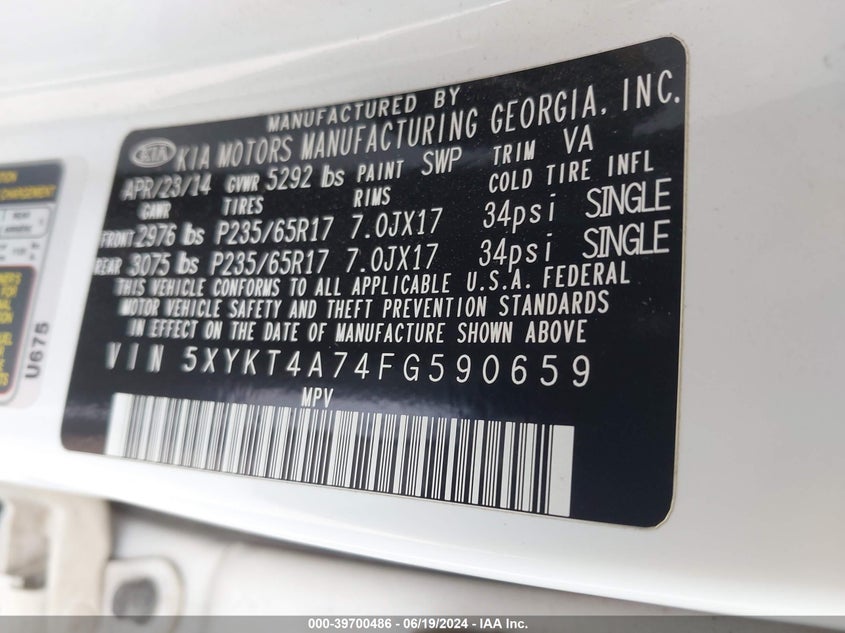 MANUFACTURED BY
KIA KIA MOTORS MANUFACTURING GEORGIA, INC.
APR/23/14 GVWR 5292 lbs PAINT SWP TRIM VA
GAWR TIRES RIMS COLD TIRE INFL
FRONT 2976 lbs P235/65R17 7.0JX17 34psi SINGLE
REAR 3075 lbs P235/65R17 7.0JX17 34psi SINGLE
THIS VEHICLE CONFORMS TO ALL APPLICABLE U.S.A. FEDERAL
MOTOR VEHICLE SAFETY AND THEFT PREVENTION STANDARDS
IN EFFECT ON THE DATE OF MANUFACTURE SHOWN ABOVE
VIN 5XYKT4A74FG590659
MPV
U675
000-39700486 - 06/19/2024 - IAA Inc.